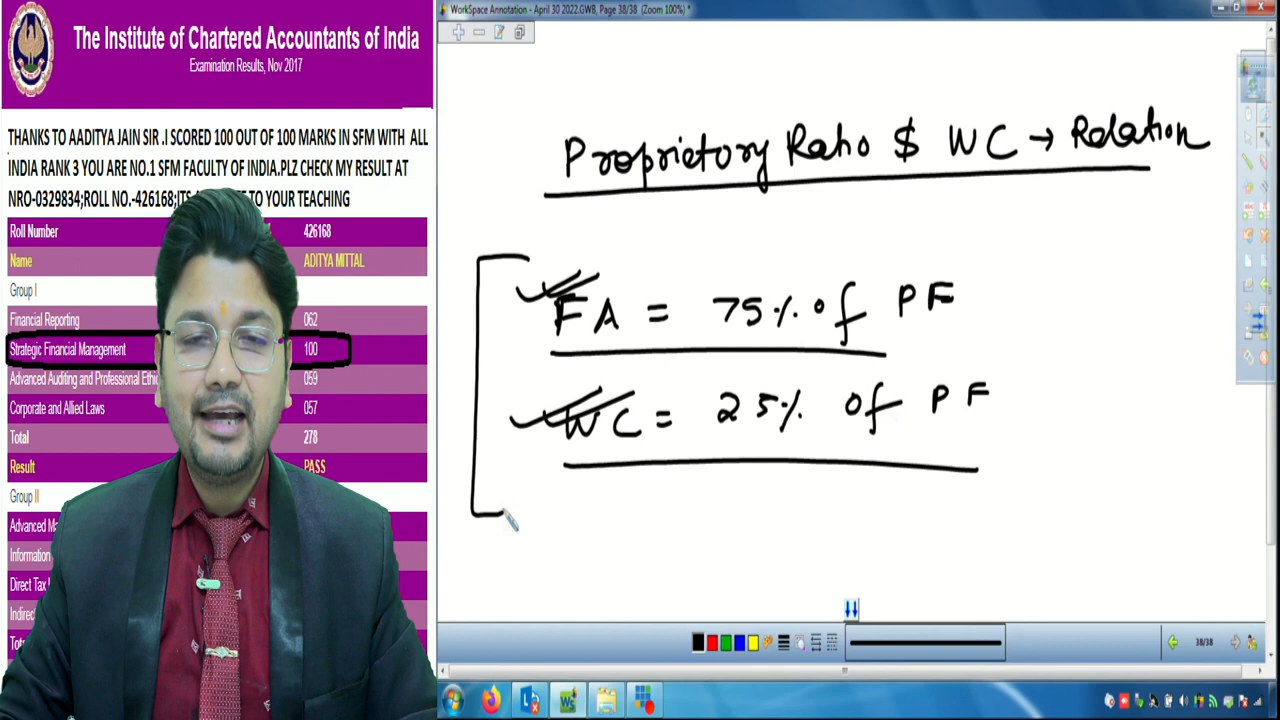 The Institute of Chartered Accountants of India
Examination Results, Nov 2017
THANKS TO AADITYA JAIN SIR .I SCORED 100 OUT OF 100 MARKS IN SFM WITH ALL
INDIA RANK 3 YOU ARE NO.1 SFM FACULTY OF INDIA.PLZ CHECK MY RESULT AT
NRO-0329834;ROLL NO.-426168;ITS TO YOUR TEACHING
Roll Number 426168
Name ADITYA MITTAL
Group I
Financial Reporting 062
Strategic Financial Management 100
Advanced Auditing and Professional 059
Corporate and Allied Laws 057
Total 278
Result PASS
Group II
Advanced
Information
Direct
WorkSpace Annotation - April 30 2022.GWB, Page 38/38 (Zoom 100%) *
Proprietory Ratio $ WC → Relation
FA = 75% of PF
WC = 25% of PF
38/38